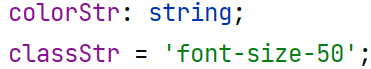 colorStr: string;
classStr = 'font-size-50';